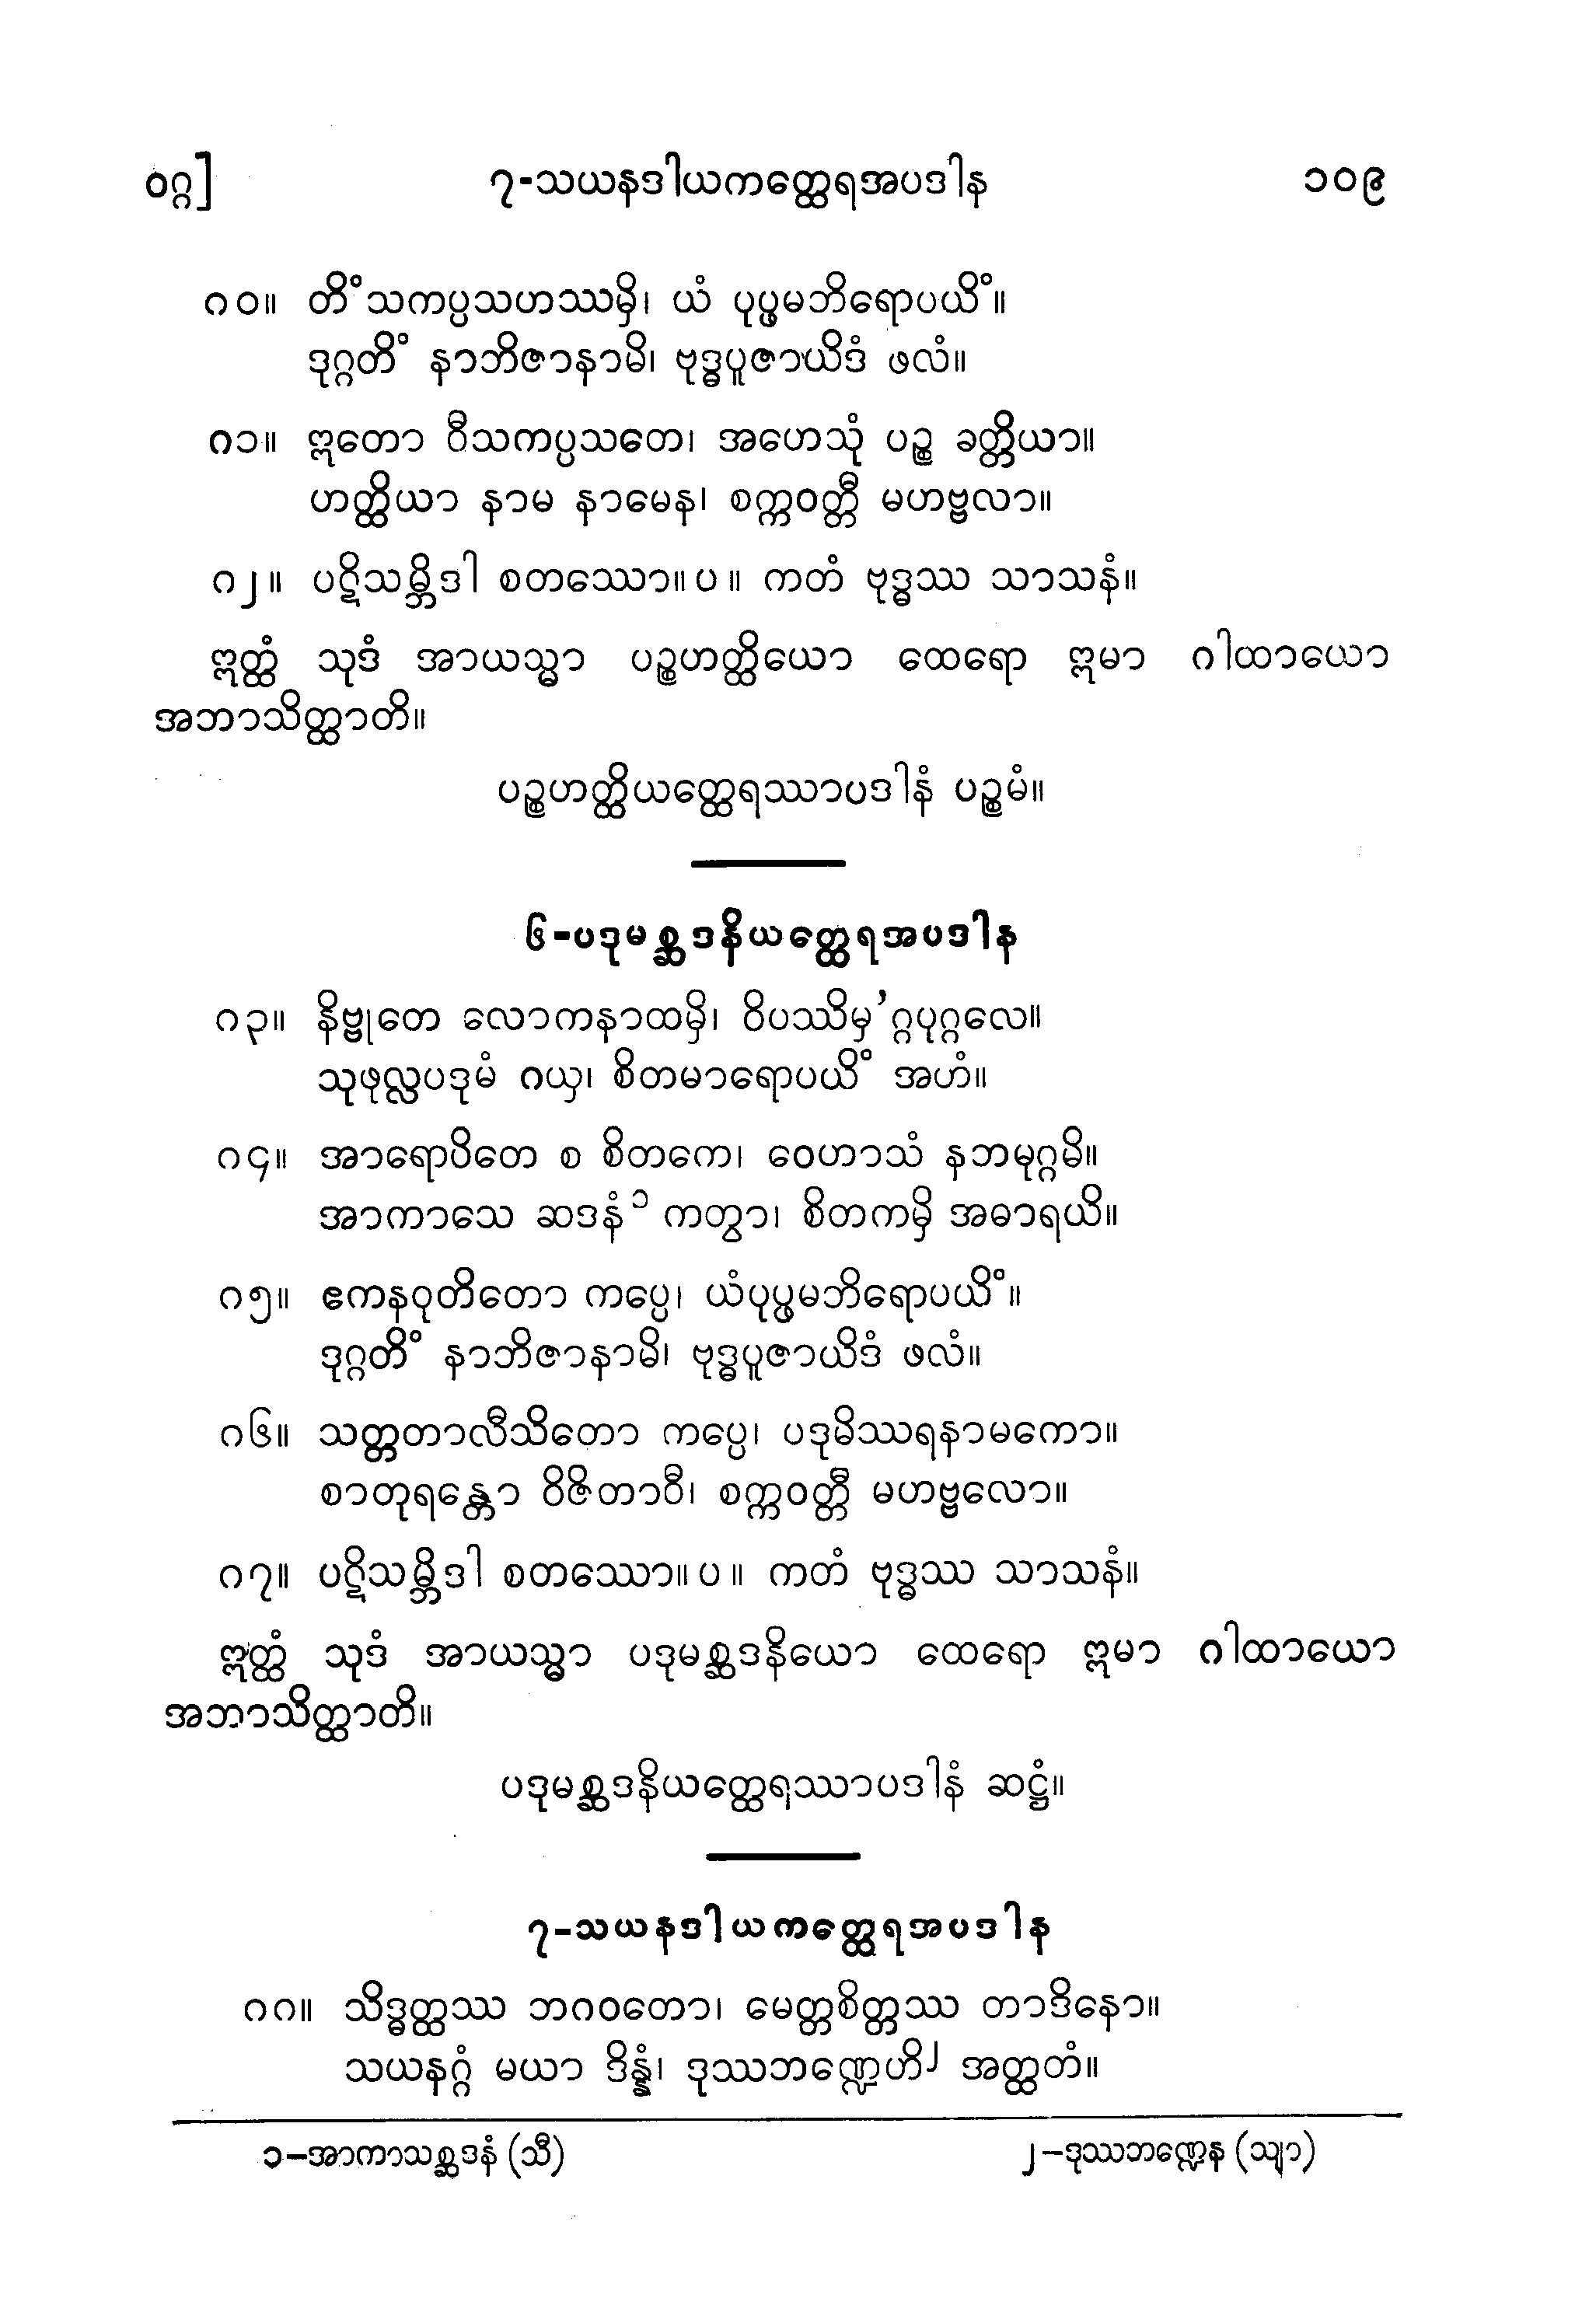 ဝဂ္ဂ] ၇-သယနဒါယကတ္ထေရအပဒါန ၁၀၉
၈၀။ တိံသကပ္ပသဟဿမှိ၊ ယံ ပုပ္ဖမဘိရောပယိံ။
ဒုဂ္ဂတိံ နာဘိဇာနာမိ၊ ဗုဒ္ဓပူဇာယိဒံ ဖလံ။
၈၁။ ဣတော ဝီသကပ္ပသတေ၊ အဟေသုံ ပဉ္စ ခတ္တိယာ။
ဟတ္ထိယာ နာမ နာမေန၊ စက္ကဝတ္တီ မဟဗ္ဗလာ။
၈၂။ ပဋိသမ္ဘိဒါ စတဿော။ ပ ။ ကတံ ဗုဒ္ဓဿ သာသနံ။
ဣတ္ထံ သုဒံ အာယသ္မာ ပဉ္စဟတ္ထိယော ထေရော ဣမာ ဂါထာယော
အဘာသိတ္ထာတိ။
ပဉ္စဟတ္ထိယတ္ထေရဿာပဒါနံ ပဉ္စမံ။
၆-ပဒုမစ္ဆဒနိယတ္ထေရအပဒါန
၈၃။ နိဗ္ဗုတေ လောကနာထမှိ၊ ဝိပဿိမှ’ဂ္ဂပုဂ္ဂလေ။
သုဖုလ္လပဒုမံ ဂယှ၊ စိတမာရောပယိံ အဟံ။
၈၄။ အာရောပိတေ စ စိတကေ၊ ဝေဟာသံ နဘမုဂ္ဂမိ။
အာကာသေ ဆဒနံ ၁ ကတွာ၊ စိတကမှိ အဓာရယိ။
၈၅။ ဧကနဝုတိတော ကပ္ပေ၊ ယံပုပ္ဖမဘိရောပယိံ။
ဒုဂ္ဂတိံ နာဘိဇာနာမိ၊ ဗုဒ္ဓပူဇာယိဒံ ဖလံ။
၈၆။ သတ္တတာလီသိတော ကပ္ပေ၊ ပဒုမိဿရနာမကော။
စာတုရန္တော ဝိဇိတာဝီ၊ စက္ကဝတ္တီ မဟဗ္ဗလော။
၈၇။ ပဋိသမ္ဘိဒါ စတဿော။ ပ ။ ကတံ ဗုဒ္ဓဿ သာသနံ။
ဣတ္ထံ သုဒံ အာယသ္မာ ပဒုမစ္ဆဒနိယော ထေရော ဣမာ ဂါထာယော
အဘာသိတ္ထာတိ။
ပဒုမစ္ဆဒနိယတ္ထေရဿာပဒါနံ ဆဋ္ဌံ။
၇-သယနဒါယကတ္ထေရအပဒါန
၈၈။ သိဒ္ဓတ္ထဿ ဘဂဝတော၊ မေတ္တစိတ္တဿ တာဒိနော။
သယနဂ္ဂံ မယာ ဒိန္နံ၊ ဒုဿဘဏ္ဍေဟိ ၂ အတ္ထတံ။
၁–အာကာသစ္ဆဒနံ (သီ) ၂–ဒုဿဘဏ္ဍေန (သျာ)